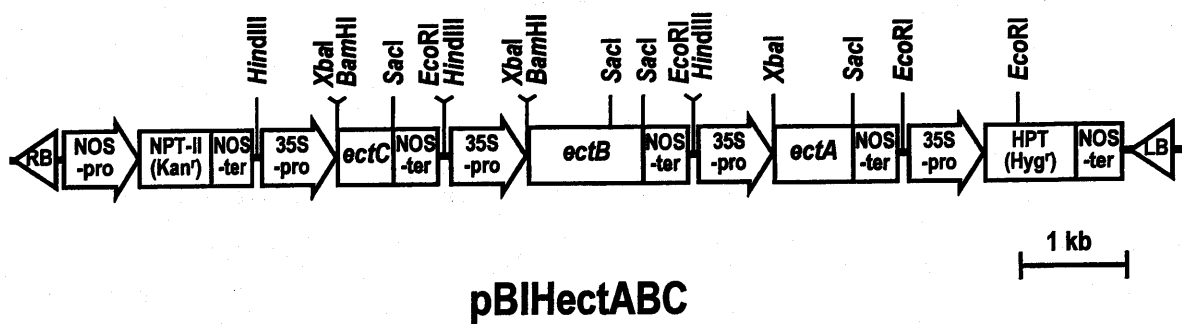 HindIII
XbaI
BamHI
SacI
EcoRI
HindIII
XbaI
BamHI
SacI
SacI
EcoRI
HindIII
XbaI
SacI
EcoRI
EcoRI
RB
NOS
-pro
NPT-II
(Kanʳ)
NOS
-ter
35S
-pro
ectC
NOS
-ter
35S
-pro
ectB
NOS
-ter
35S
-pro
ectA
NOS
-ter
35S
-pro
HPT
(Hygʳ)
NOS
-ter
LB
1 kb
pBIHectABC